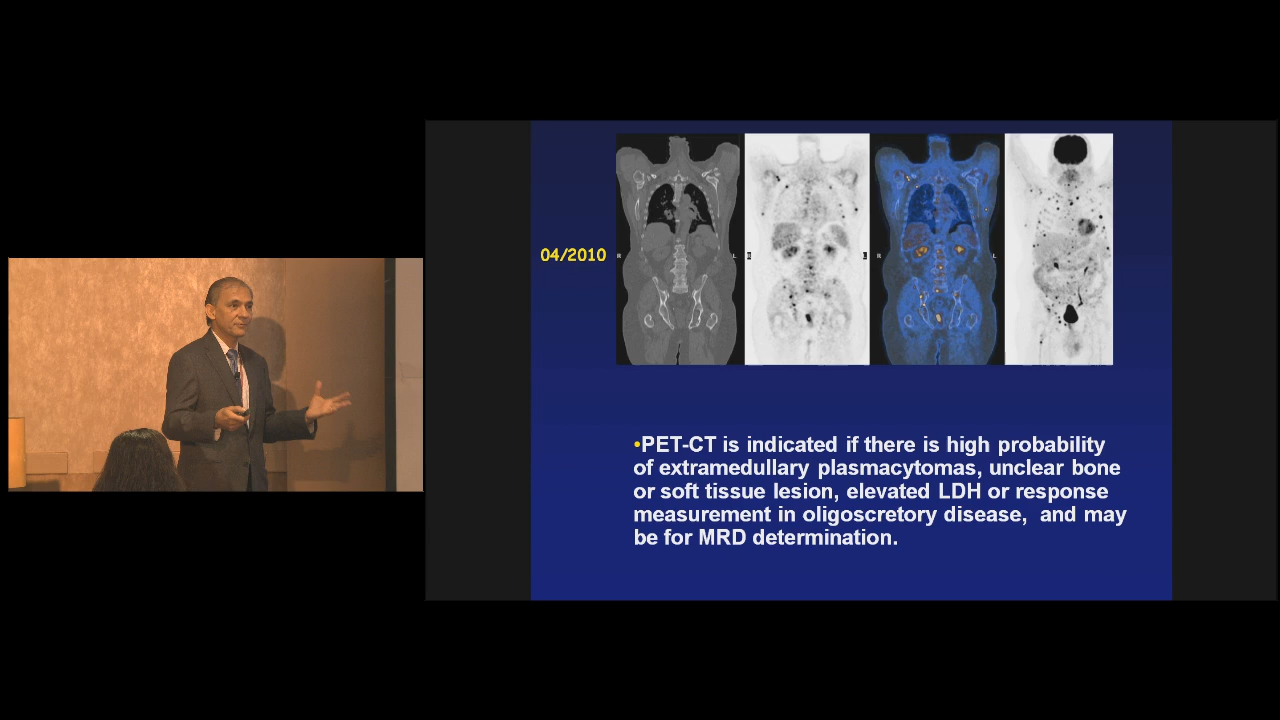 04/2010
R
L
R
L
R
L
•PET-CT is indicated if there is high probability
of extramedullary plasmacytomas, unclear bone
or soft tissue lesion, elevated LDH or response
measurement in oligoscretory disease, and may
be for MRD determination.